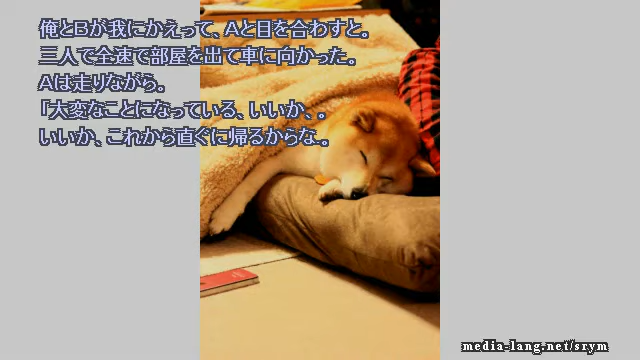 俺とBが我にかえって、Aと目を合わすと。
三人で全速で部屋を出て車に向かった。
Aは走りながら。
「大変なことになっている、いいか、。
いいか、これから直ぐに帰るからな。
media-lang.net/srym